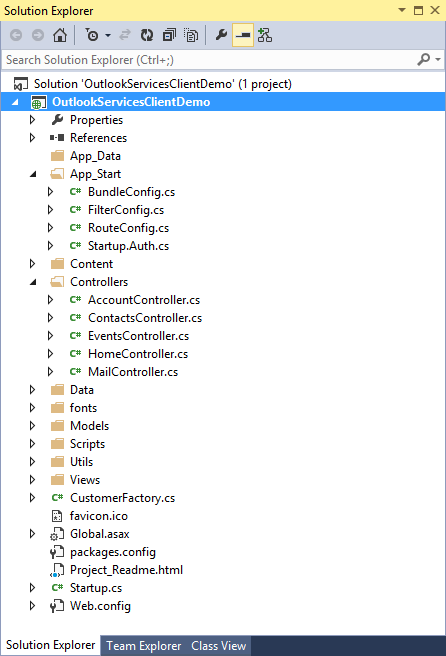 Solution Explorer
Search Solution Explorer (Ctrl+;)
Solution 'OutlookServicesClientDemo' (1 project)
OutlookServicesClientDemo
Properties
References
App_Data
App_Start
C# BundleConfig.cs
C# FilterConfig.cs
C# RouteConfig.cs
C# Startup.Auth.cs
Content
Controllers
C# AccountController.cs
C# ContactsController.cs
C# EventsController.cs
C# HomeController.cs
C# MailController.cs
Data
fonts
Models
Scripts
Utils
Views
C# CustomerFactory.cs
favicon.ico
Global.asax
packages.config
Project_Readme.html
C# Startup.cs
Web.config
Solution Explorer Team Explorer Class View